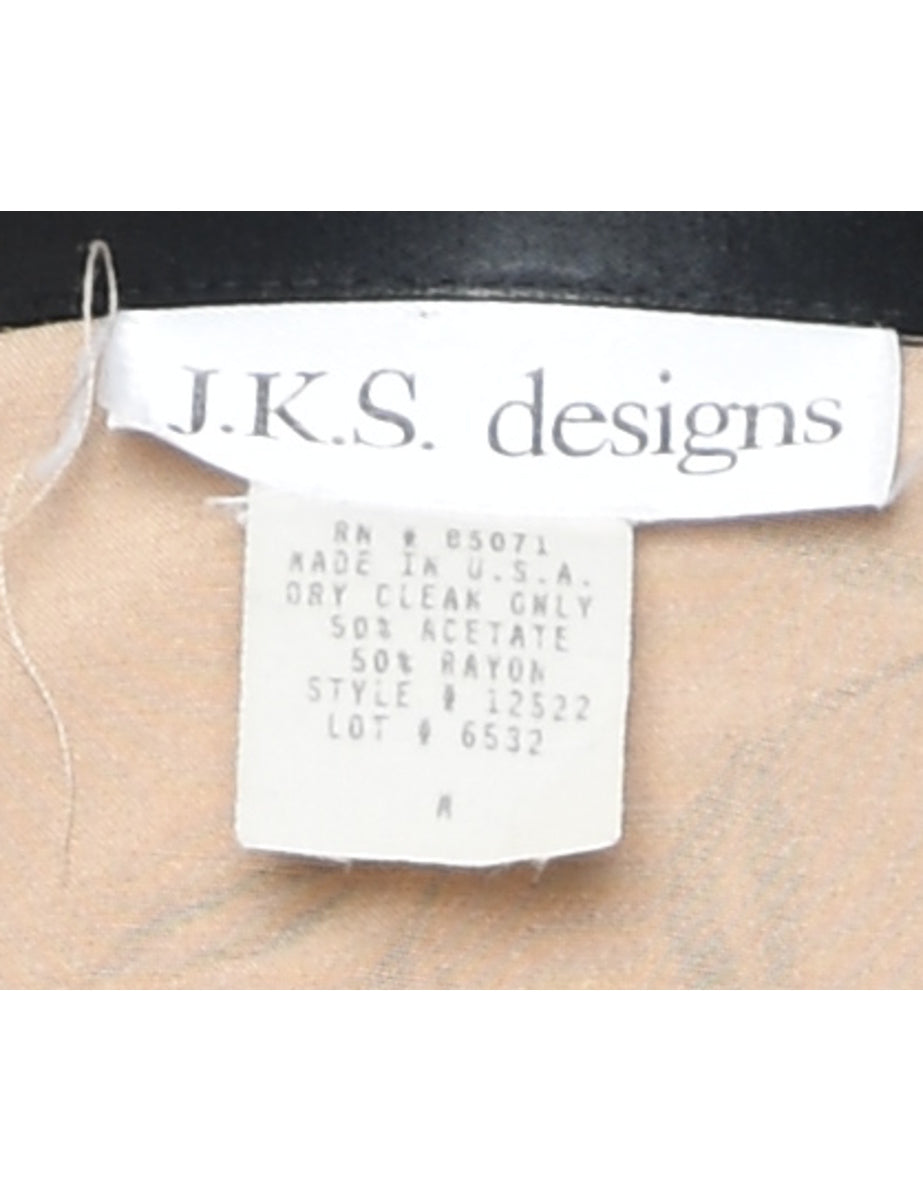 J.K.S. designs
RN # 85071
MADE IN U.S.A.
DRY CLEAN ONLY
50% ACETATE
50% RAYON
STYLE # 12522
LOT # 6532